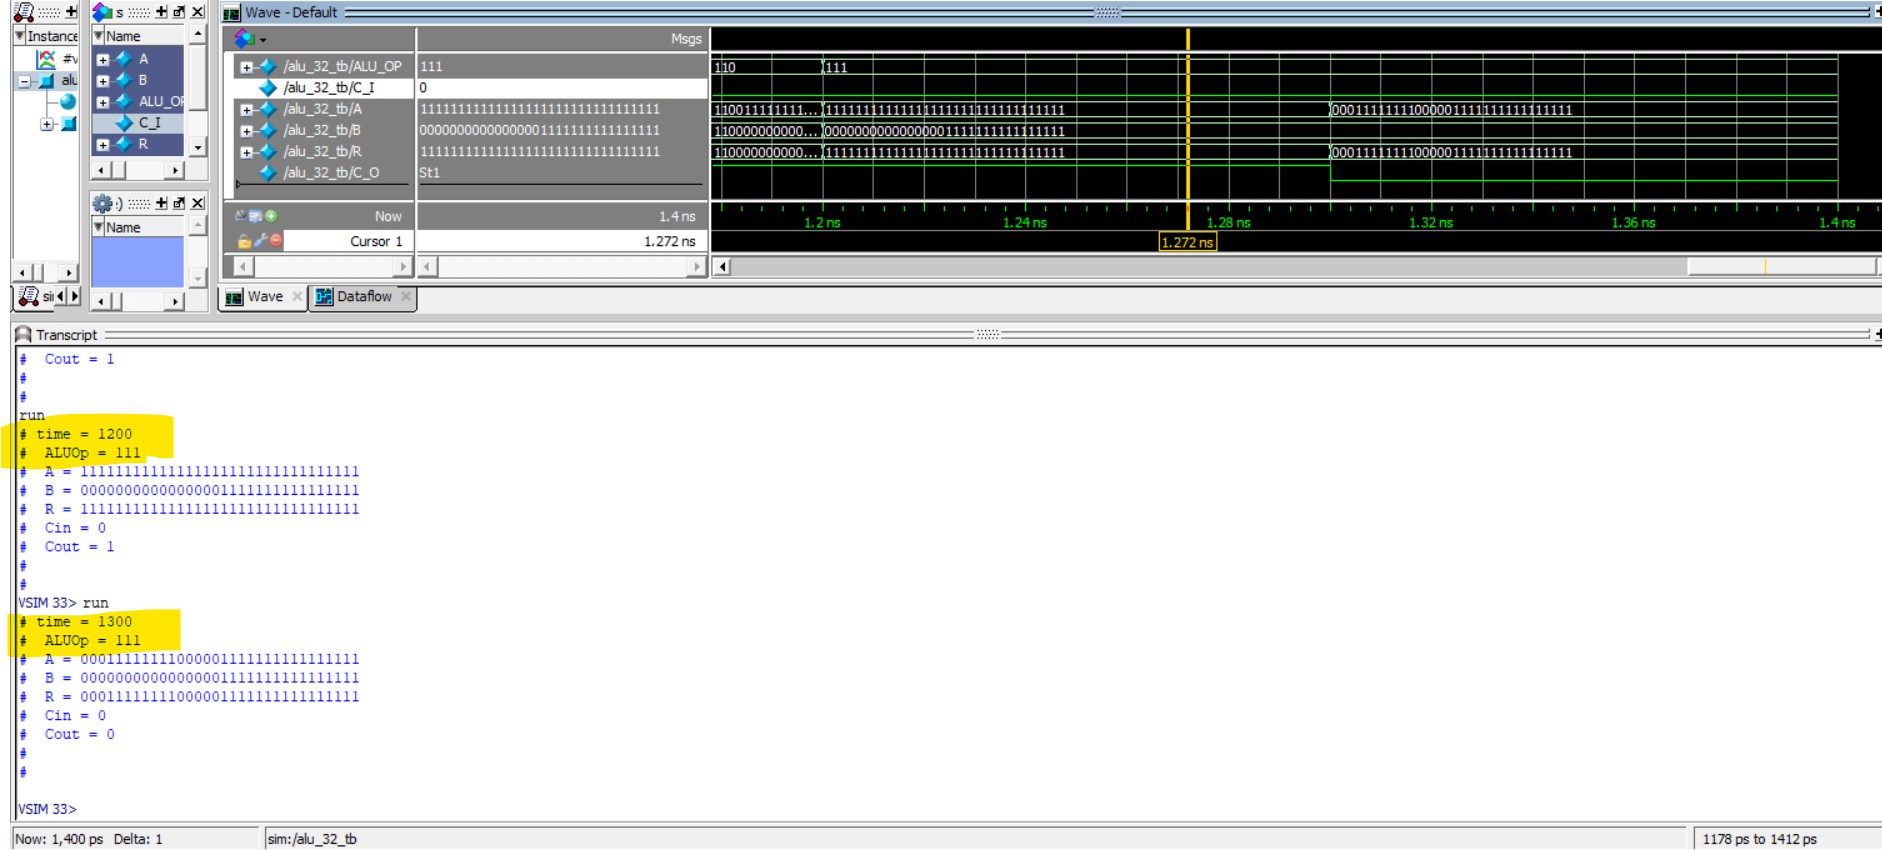 s
Wave - Default
Instance
Name
Msgs
#v
alu
A
B
ALU_OP
C_I
R
/alu_32_tb/ALU_OP 111 110 111
/alu_32_tb/C_I 0
/alu_32_tb/A 11111111111111111111111111111111 110011111111... 11111111111111111111111111111111 00011111111000001111111111111111
/alu_32_tb/B 00000000000000001111111111111111 110000000000... 00000000000000001111111111111111
/alu_32_tb/R 11111111111111111111111111111111 110000000000... 11111111111111111111111111111111 00011111111000001111111111111111
/alu_32_tb/C_O St1
:)
Name
Now 1.4 ns 1.2 ns 1.24 ns 1.28 ns 1.32 ns 1.36 ns 1.4 ns
Cursor 1 1.272 ns 1.272 ns
sim
Wave
Dataflow
Transcript
# Cout = 1
#
#
run
# time = 1200
# ALUOp = 111
# A = 11111111111111111111111111111111
# B = 00000000000000001111111111111111
# R = 11111111111111111111111111111111
# Cin = 0
# Cout = 1
#
#
VSIM 33> run
# time = 1300
# ALUOp = 111
# A = 00011111111000001111111111111111
# B = 00000000000000001111111111111111
# R = 00011111111000001111111111111111
# Cin = 0
# Cout = 0
#
#
VSIM 33>
Now: 1,400 ps Delta: 1
sim:/alu_32_tb
1178 ps to 1412 ps